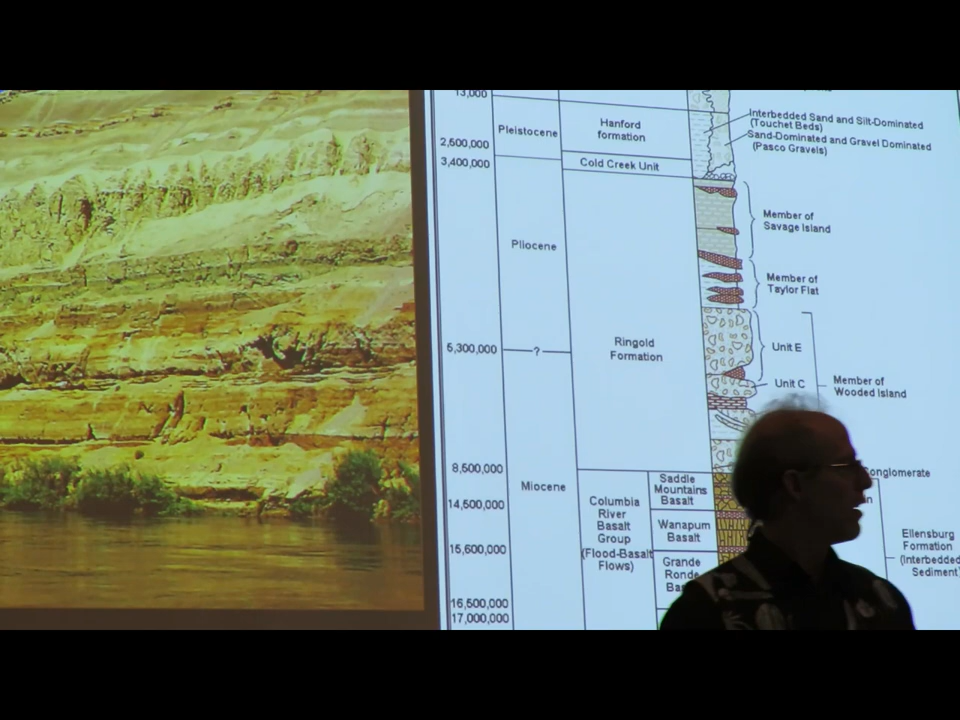 13,000
Pleistocene
Hanford
formation
2,600,000
3,400,000
Cold Creek Unit
Interbedded Sand and Silt-Dominated
(Touchet Beds)
Sand-Dominated and Gravel Dominated
(Pasco Gravels)
Pliocene
Member of
Savage Island
Member of
Taylor Flat
5,300,000
?
Ringold
Formation
Unit E
Unit C
Member of
Wooded Island
8,500,000
Miocene
14,500,000
15,600,000
16,500,000
17,000,000
Columbia
River
Basalt
Group
(Flood-Basalt
Flows)
Saddle
Mountains
Basalt
Wanapum
Basalt
Grande
Ronde
Ba
onglomerate
Ellensburg
Formation
(Interbedded
Sediment